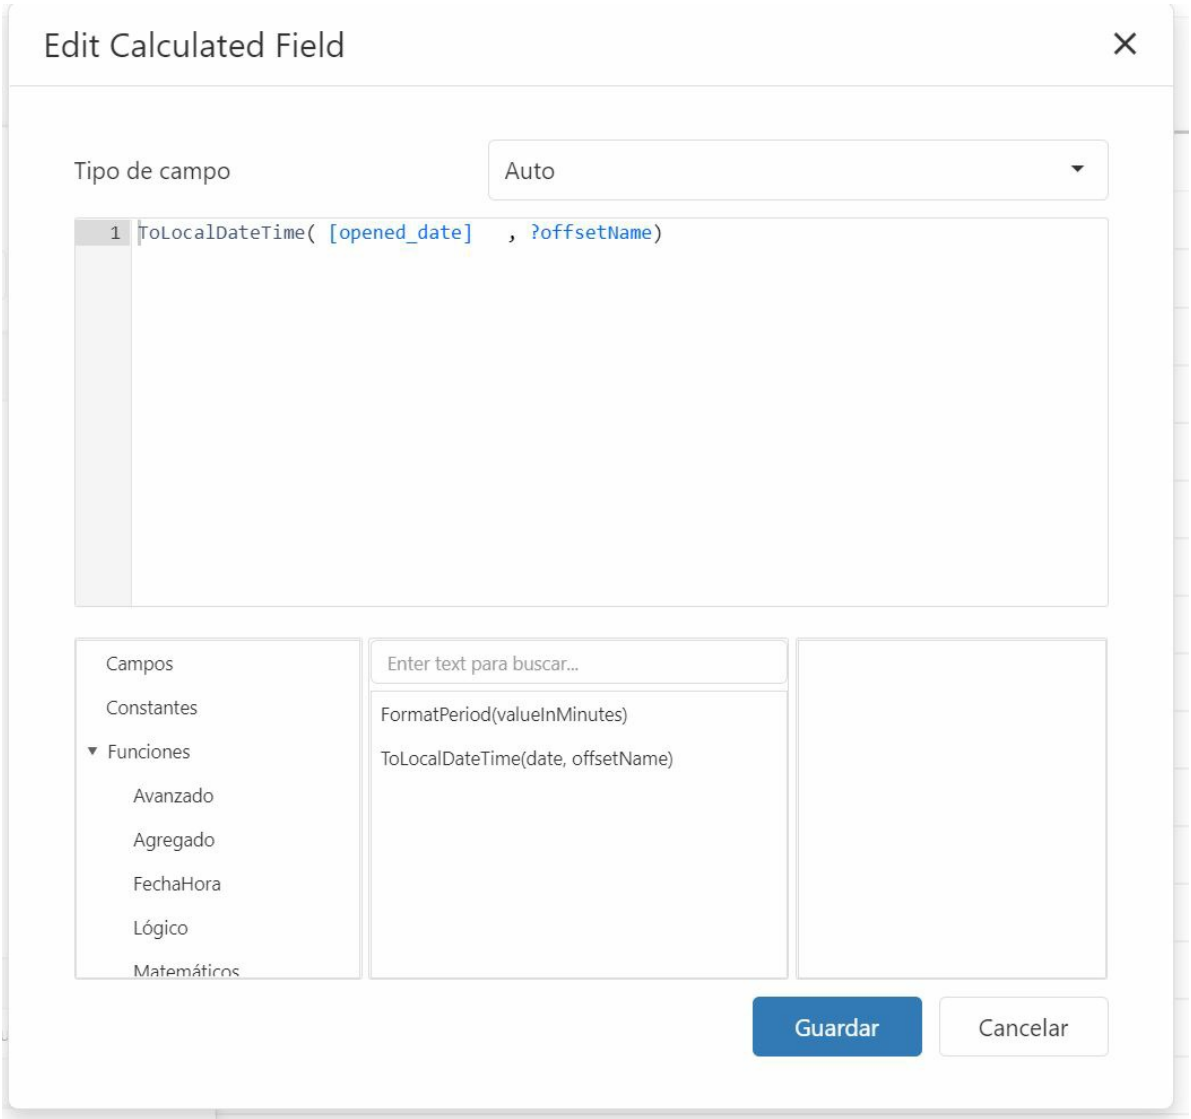 Edit Calculated Field
Tipo de campo
Auto
1 ToLocalDateTime( [opened_date] , ?offsetName)
Campos
Constantes
Funciones
Avanzado
Agregado
FechaHora
Lógico
Matemáticos
Enter text para buscar...
FormatPeriod(valueInMinutes)
ToLocalDateTime(date, offsetName)
Guardar
Cancelar